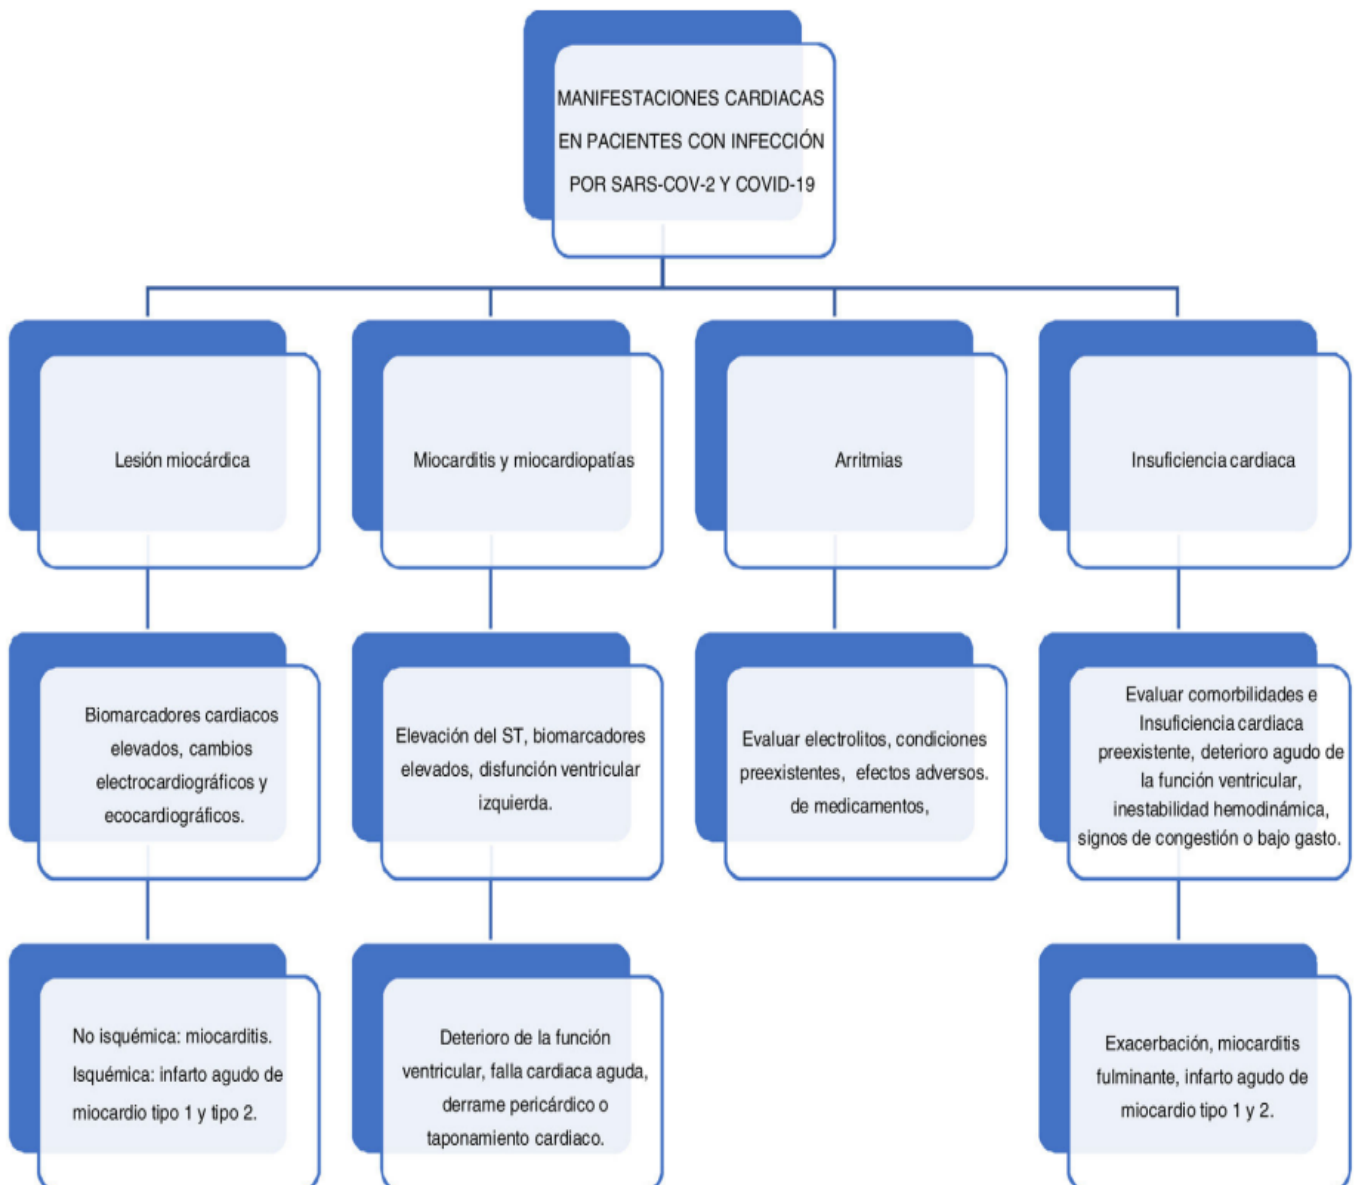 MANIFESTACIONES CARDIACAS
EN PACIENTES CON INFECCIÓN
POR SARS-COV-2 Y COVID-19
Lesión miocárdica
Miocarditis y miocardiopatías
Arritmias
Insuficiencia cardiaca
Biomarcadores cardiacos
elevados, cambios
electrocardiográficos y
ecocardiográficos.
Elevación del ST, biomarcadores
elevados, disfunción ventricular
izquierda.
Evaluar electrolitos, condiciones
preexistentes, efectos adversos.
de medicamentos,
Evaluar comorbilidades e
Insuficiencia cardiaca
preexistente, deterioro agudo de
la función ventricular,
inestabilidad hemodinámica,
signos de congestión o bajo gasto.
No isquémica: miocarditis.
Isquémica: infarto agudo de
miocardio tipo 1 y tipo 2.
Deterioro de la función
ventricular, falla cardiaca aguda,
derrame pericárdico o
taponamiento cardiaco.
Exacerbación, miocarditis
fulminante, infarto agudo de
miocardio tipo 1 y 2.